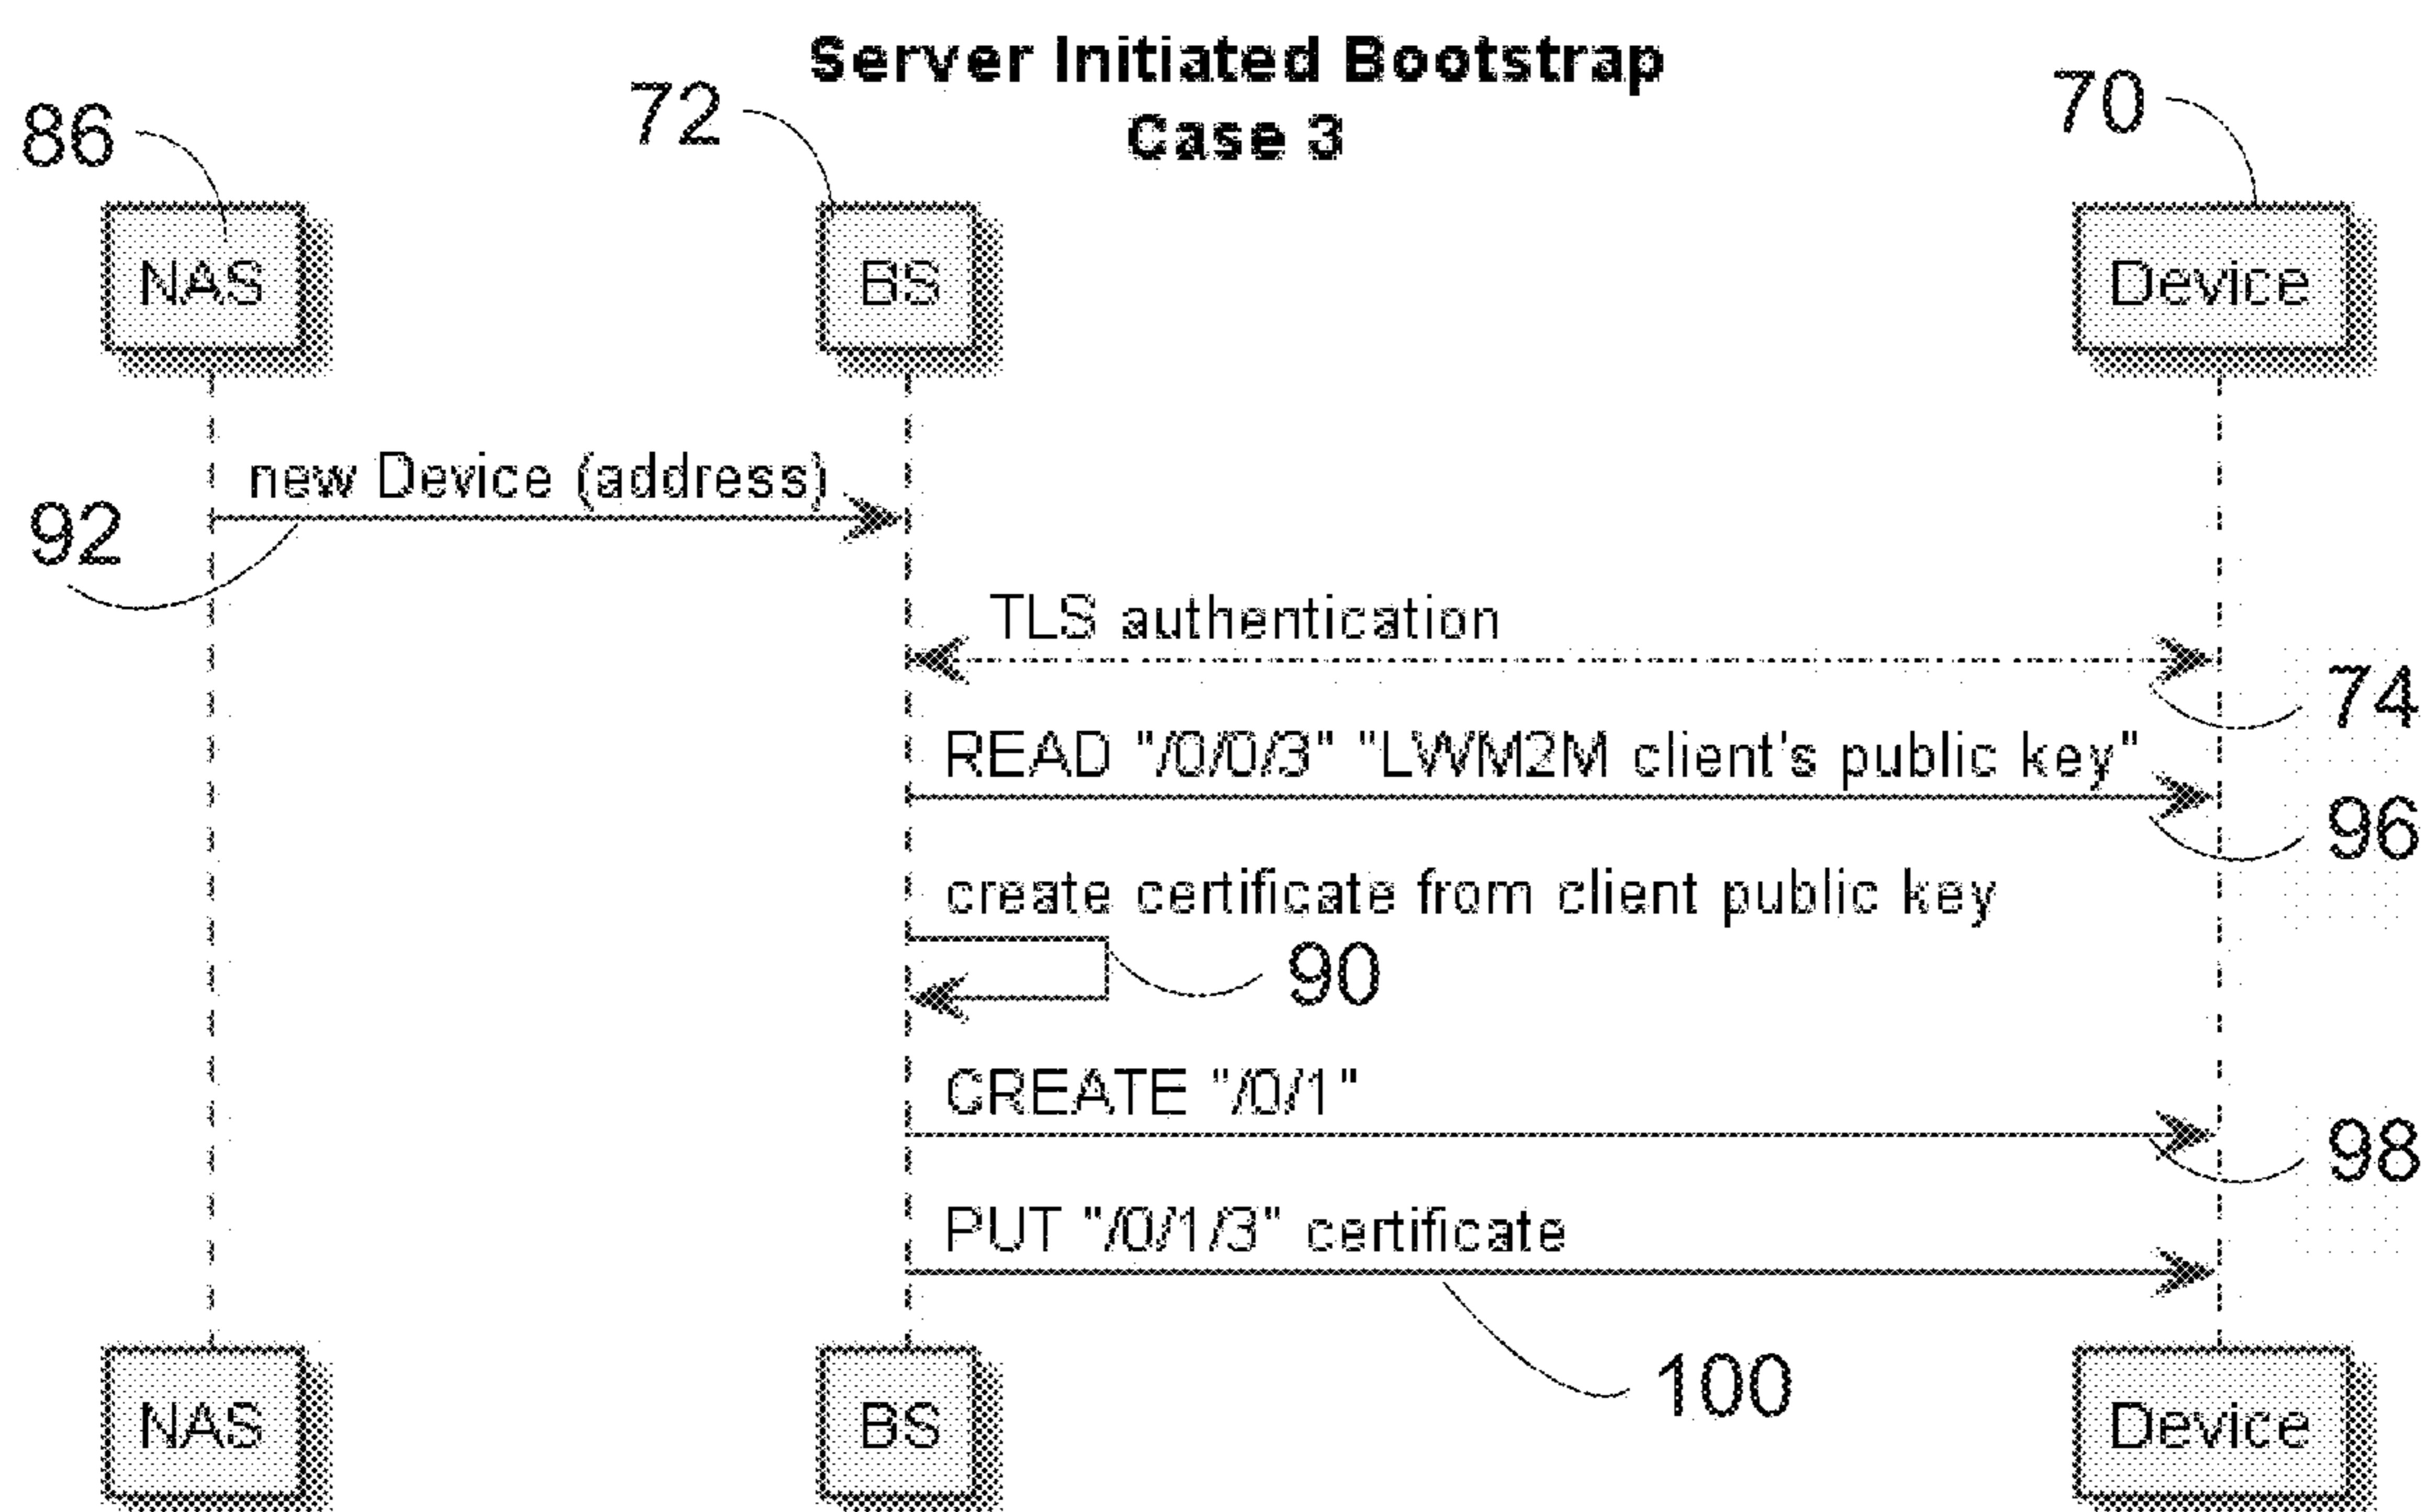 Server Initiated Bootstrap
Case 3
86
72
70
NAS
BS
Device
new Device (address)
92
TLS authentication
74
READ "/0/0/3" "LWM2M client's public key"
96
create certificate from client public key
90
CREATE "/0/1"
98
PUT "/0/1/3" certificate
100
NAS
BS
Device